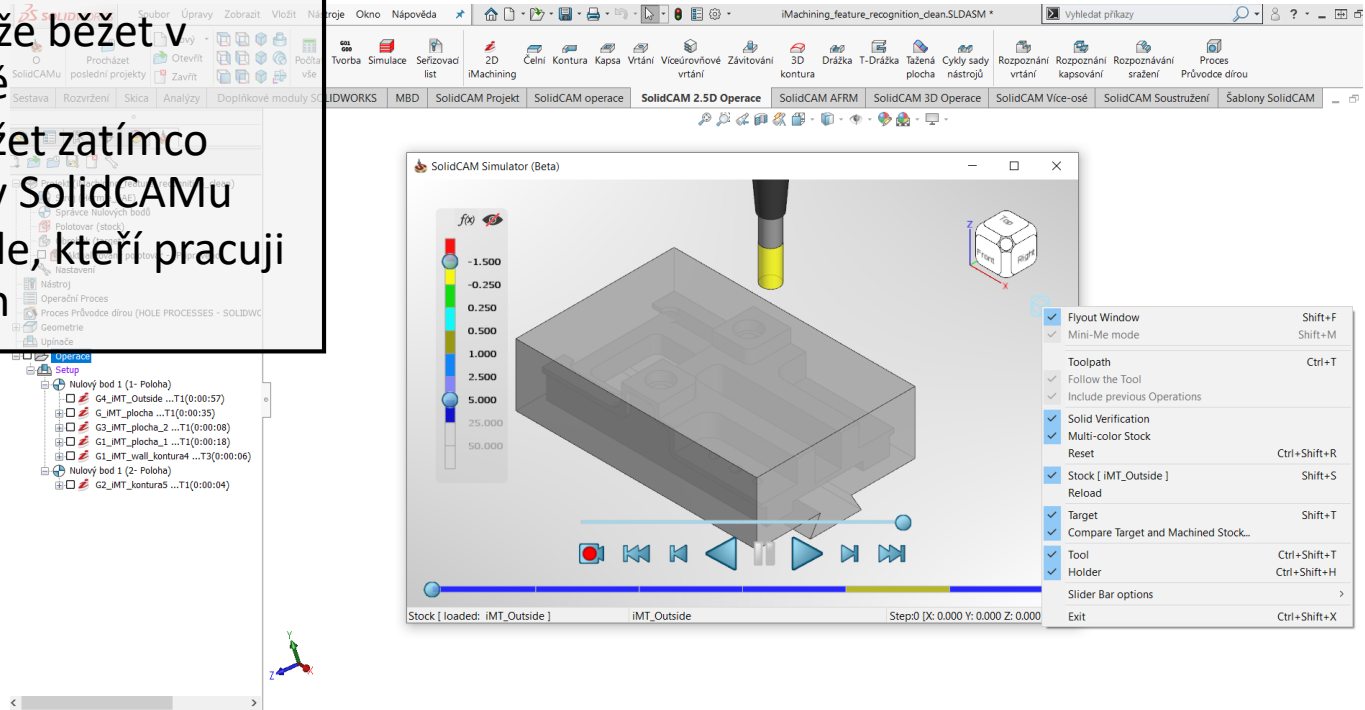 že běžet v
é
žet zatímco
y SolidCAMu
le, kteří pracuji
n
SOLIDWORKS
Soubor Úpravy Zobrazit Vložit Nástroje Okno Nápověda
iMachining_feature_recognition_clean.SLDASM *
Vyhledat příkazy
O SolidCAMu
Procházet poslední projekty
Nový
Otevřít
Zavřít
Počítat vše
G01 G00
Tvorba
Simulace
Seřizovací list
2D iMachining
Čelní
Kontura
Kapsa
Vrtání
Víceúrovňové vrtání
Závitování
3D kontura
Drážka
T-Drážka
Tažená plocha
Cykly sady nástrojů
Rozpoznání vrtání
Rozpoznání kapsování
Rozpoznávání sražení
Proces Průvodce dírou
Sestava Rozvržení Skica Analýzy Doplňkové moduly SOLIDWORKS MBD SolidCAM Projekt SolidCAM operace SolidCAM 2.5D Operace SolidCAM AFRM SolidCAM 3D Operace SolidCAM Více-osé SolidCAM Soustružení Šablony SolidCAM
Správce Nulových bodů
Polotovar (stock)
Nastavení
Nástroj
Operační Proces
Proces Průvodce dírou (HOLE PROCESSES - SOLIDWO
Geometrie
Upínače
Operace
Setup
Nulový bod 1 (1- Poloha)
G4_iMT_Outside ...T1(0:00:57)
G_iMT_plocha ...T1(0:00:35)
G3_iMT_plocha_2 ...T1(0:00:08)
G1_iMT_plocha_1 ...T1(0:00:18)
G1_iMT_wall_kontura4 ...T3(0:00:06)
Nulový bod 1 (2- Poloha)
G2_iMT_kontura5 ...T1(0:00:04)
SolidCAM Simulator (Beta)
f(x)
-1.500
-0.250
0.250
0.500
1.000
2.500
5.000
25.000
50.000
Z
Top
Front
Right
X
Flyout Window Shift+F
Mini-Me mode Shift+M
Toolpath Ctrl+T
Follow the Tool
Include previous Operations
Solid Verification
Multi-color Stock
Reset Ctrl+Shift+R
Stock [ iMT_Outside ] Shift+S
Reload
Target Shift+T
Compare Target and Machined Stock...
Tool Ctrl+Shift+T
Holder Ctrl+Shift+H
Slider Bar options
Exit Ctrl+Shift+X
Stock [ loaded: iMT_Outside ] iMT_Outside Step:0 [X: 0.000 Y: 0.000 Z: 0.000
Y
Z
X